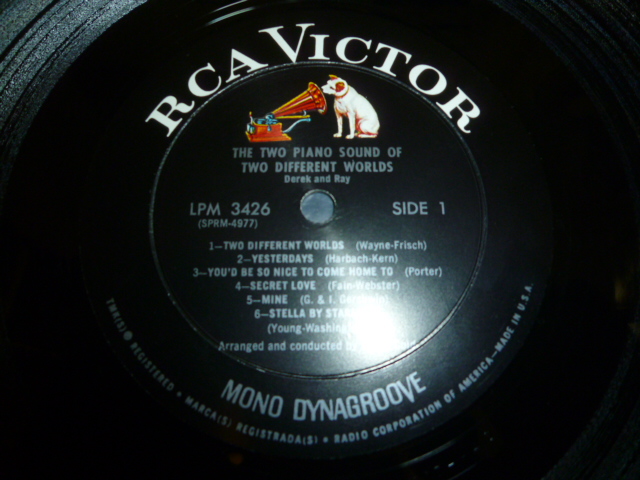 RCA VICTOR
THE TWO PIANO SOUND OF
TWO DIFFERENT WORLDS
Derek and Ray
LPM 3426
(SPRM-4977)
SIDE 1
1—TWO DIFFERENT WORLDS (Wayne-Frisch)
2—YESTERDAYS (Harbach-Kern)
3—YOU'D BE SO NICE TO COME HOME TO (Porter)
4—SECRET LOVE (Fain-Webster)
5—MINE (G. & I.
6—STELLA BY
Arranged and conducted by
MONO DYNAGROOVE
TMK(S) ® REGISTERED • MARCA(S) REGISTRADA(S) • RADIO CORPORATION OF AMERICA—MADE IN U.S.A.